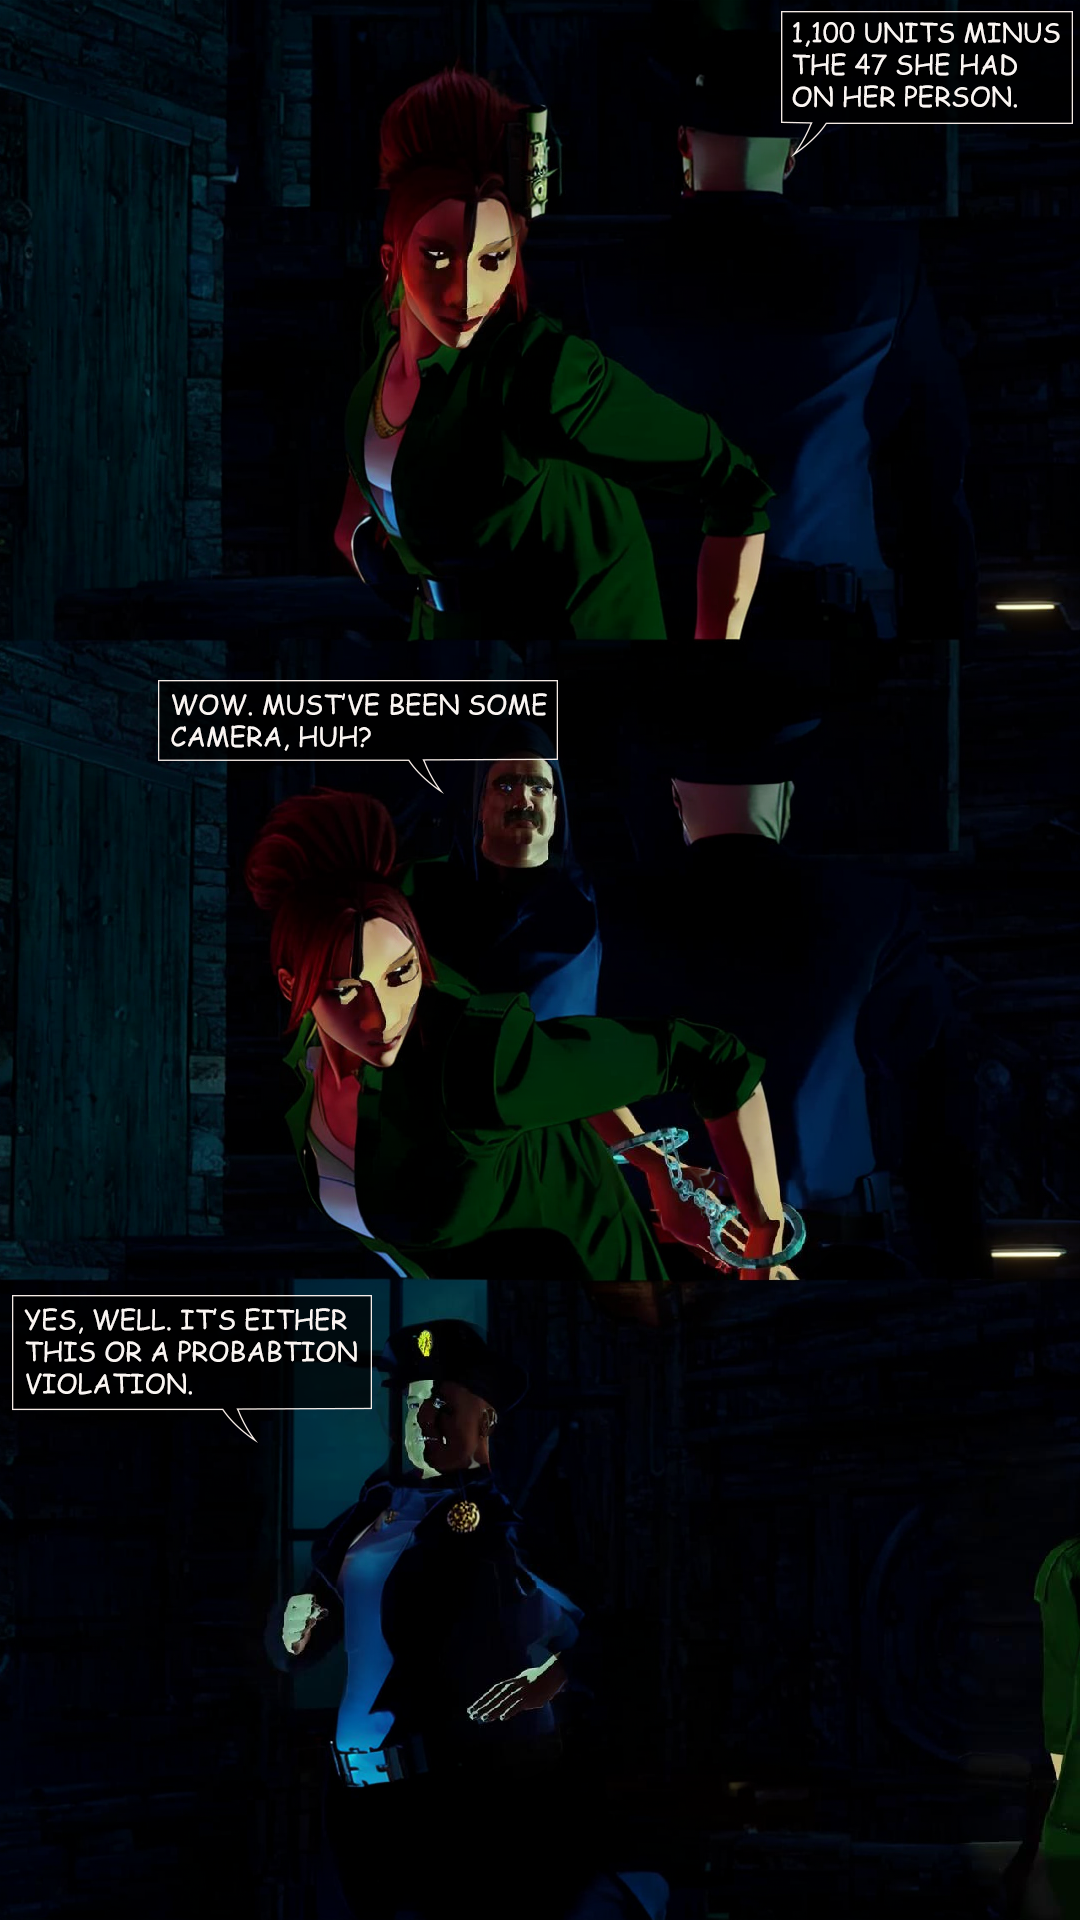 1,100 UNITS MINUS
THE 47 SHE HAD
ON HER PERSON.
WOW. MUST'VE BEEN SOME
CAMERA, HUH?
YES, WELL. IT'S EITHER
THIS OR A PROBABTION
VIOLATION.